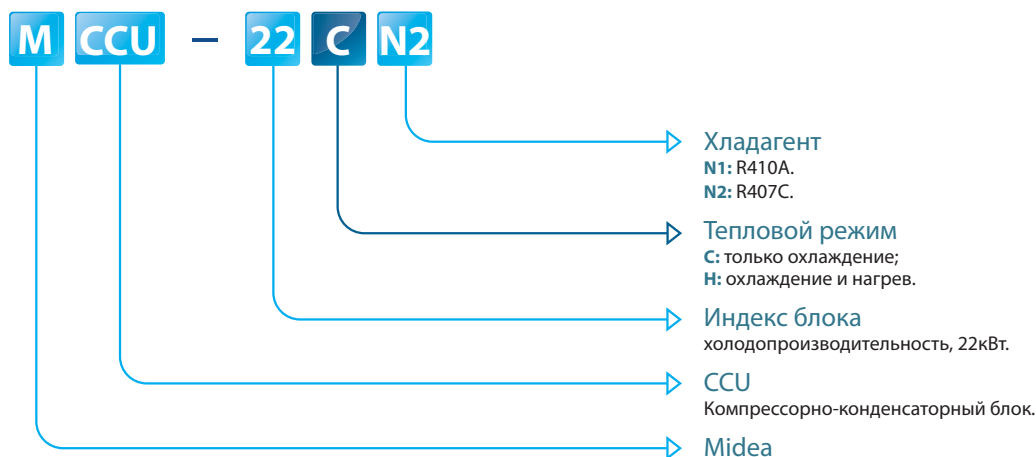 M CCU – 22 C N2
Хладагент
N1: R410A.
N2: R407C.
Тепловой режим
C: только охлаждение;
H: охлаждение и нагрев.
Индекс блока
холодопроизводительность, 22кВт.
CCU
Компрессорно-конденсаторный блок.
Midea